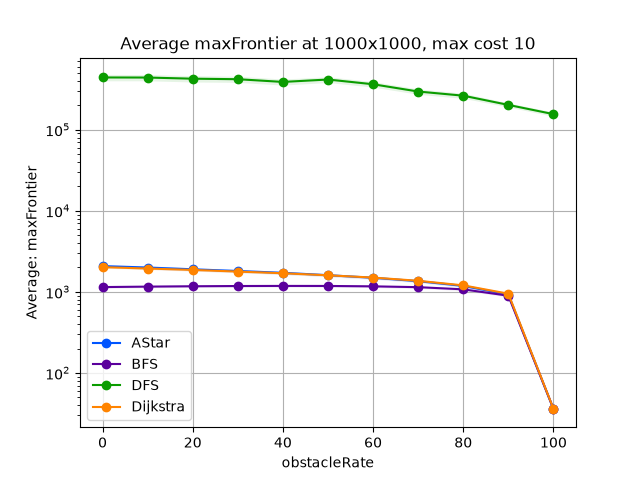 Average maxFrontier at 1000x1000, max cost 10
Average: maxFrontier
10^5
10^4
10^3
10^2
AStar
BFS
DFS
Dijkstra
0 20 40 60 80 100
obstacleRate